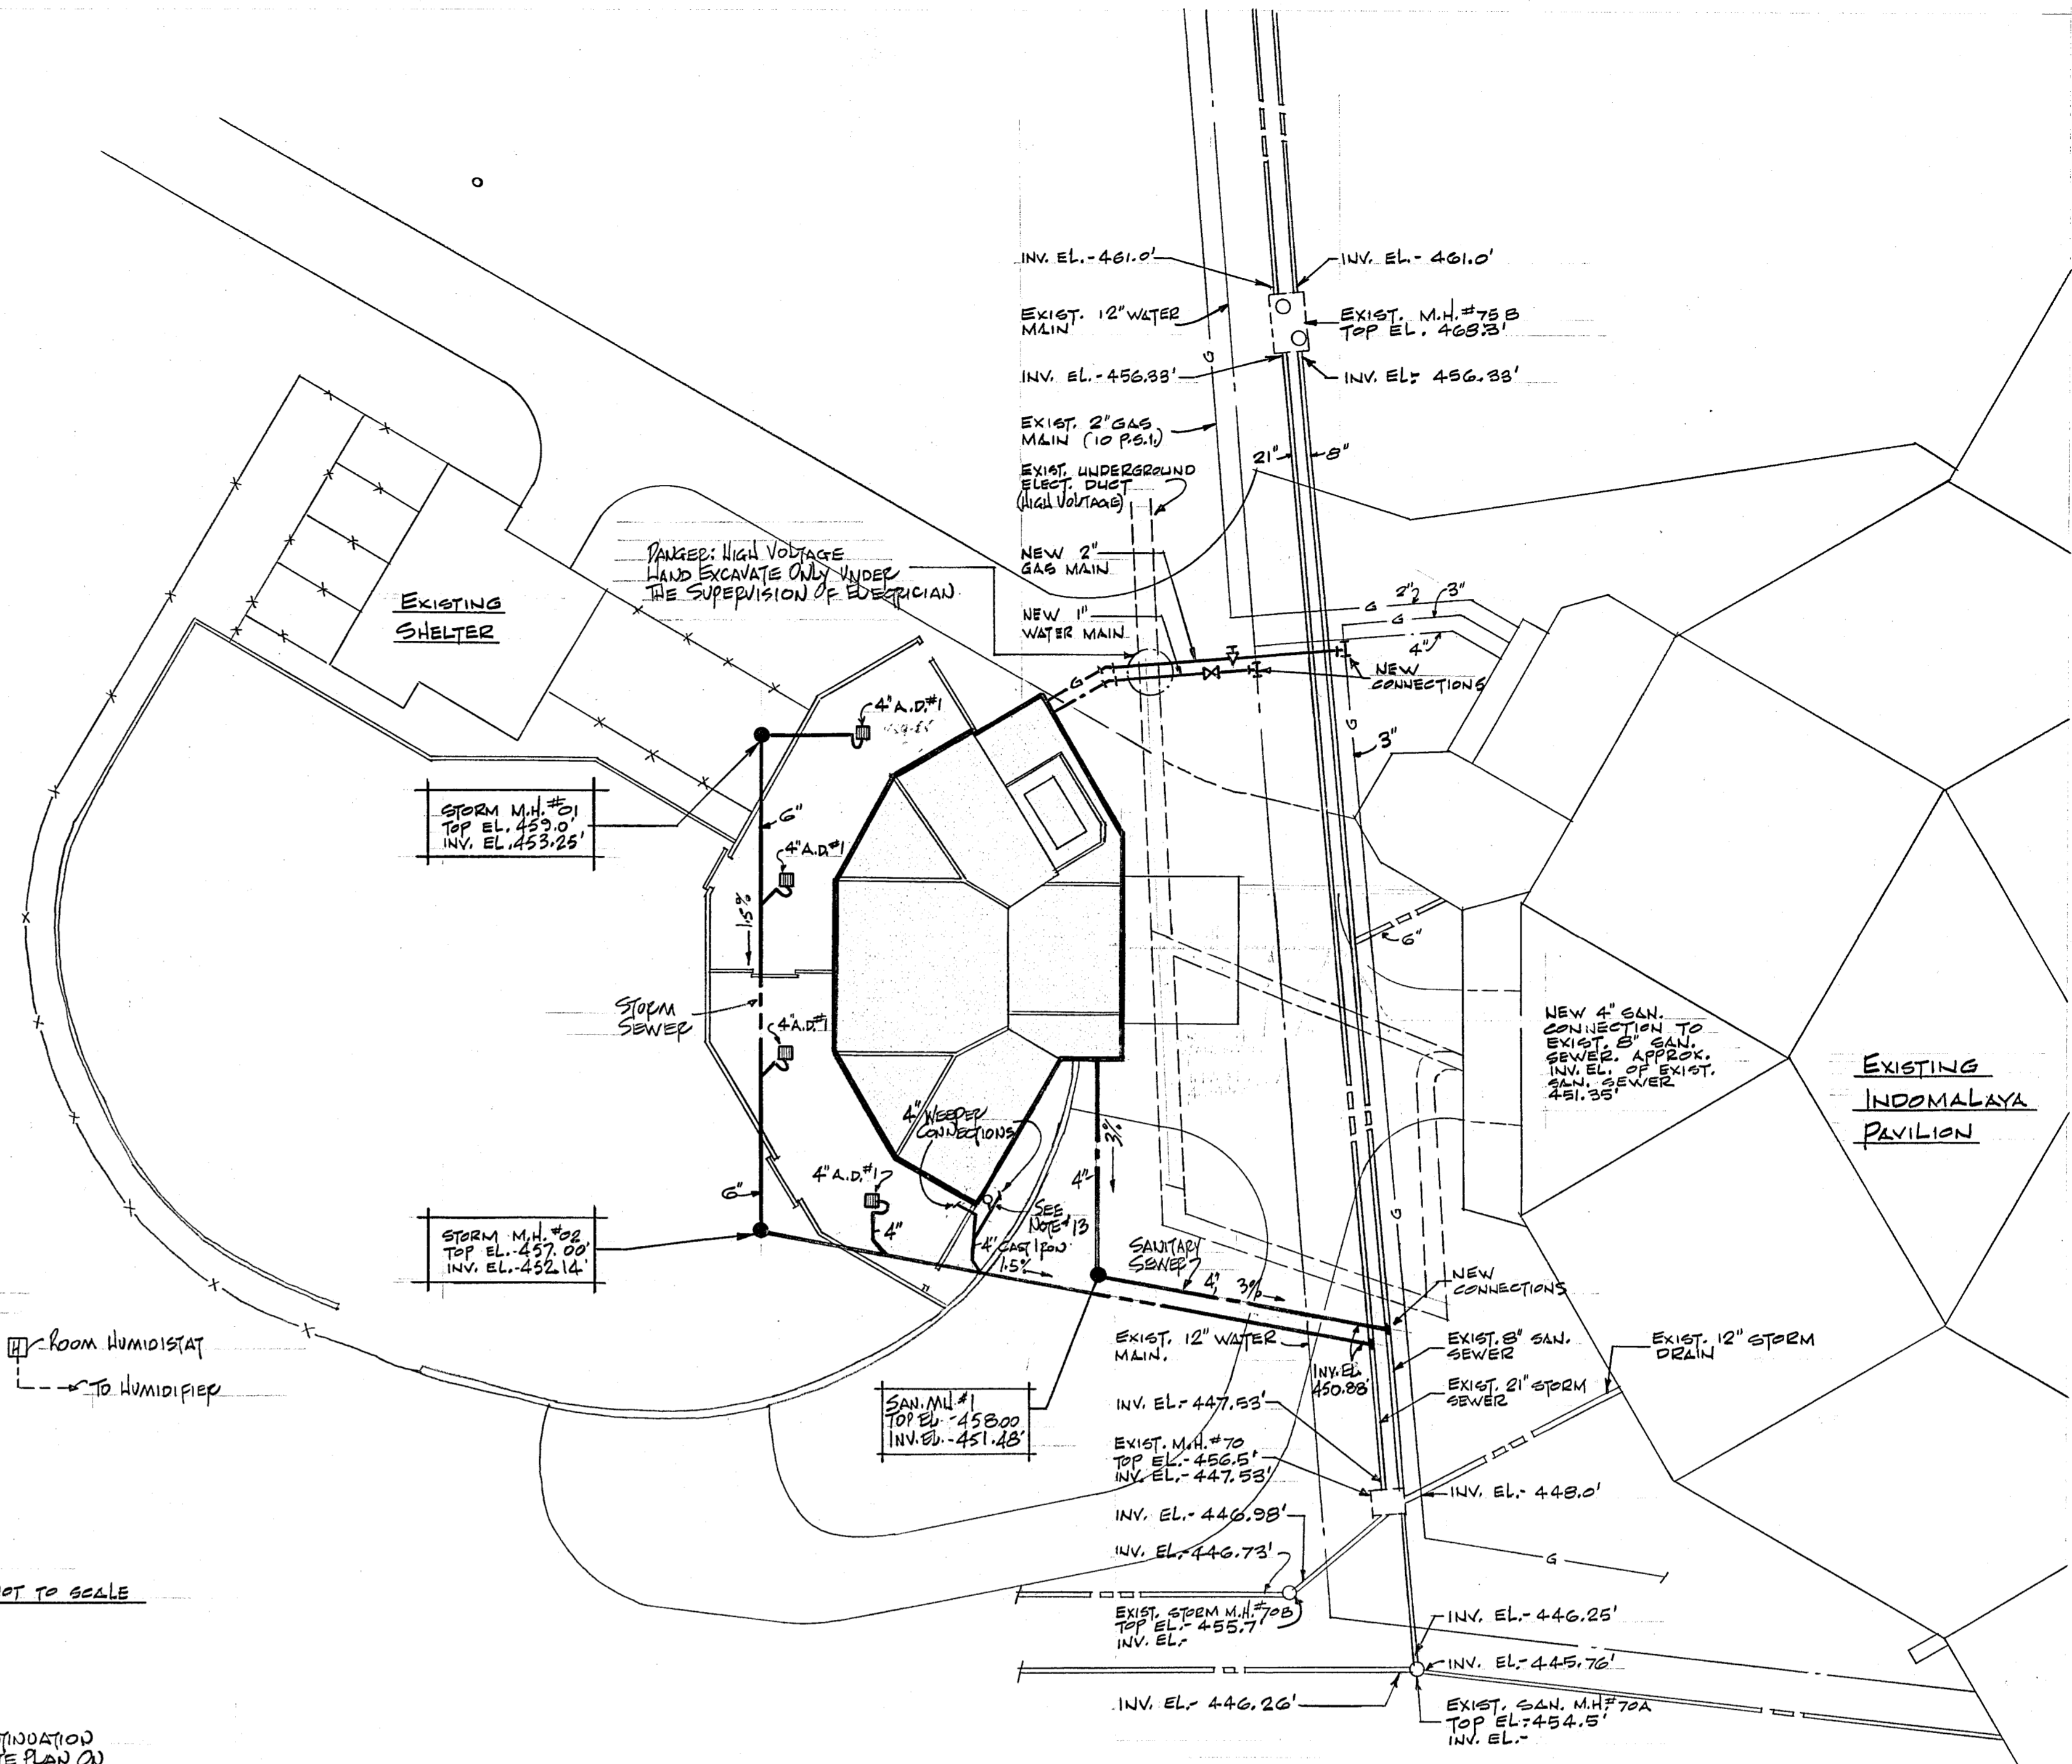 INV. EL.-461.0'
INV. EL.- 461.0'
EXIST. 12" WATER
MAIN
EXIST. M.H.#75B
TOP EL. 468.3'
G
INV. EL.-456.33'
INV. EL.- 456.33'
EXIST. 2" GAS
MAIN (10 P.S.I.)
21"
8"
EXIST. UNDERGROUND
ELECT. DUCT
(HIGH VOLTAGE)
DANGER: HIGH VOLTAGE
HAND EXCAVATE ONLY UNDER
THE SUPERVISION OF ELECTRICIAN
NEW 2"
GAS MAIN
NEW 1"
WATER MAIN
EXISTING
SHELTER
2"
3"
G
G
4"
NEW
CONNECTIONS
G
G
3"
4" A.D.#1
STORM M.H.#01
TOP EL. 459.0'
INV. EL. 453.25'
6"
4" A.D.#1
1.5%
6"
STORM
SEWER
4" A.D.#1
NEW 4" SAN.
CONNECTION TO
EXIST. 8" SAN.
SEWER. APPROX.
INV. EL. OF EXIST.
SAN. SEWER
451.35'
EXISTING
INDOMALAYA
PAVILION
4" WEEPER
CONNECTIONS
3%
4"
4" A.D.#1
6"
4"
SEE
NOTE #13
4"
CAST IRON
1.5%
SANITARY
SEWER
4"
3%
G
STORM M.H.#02
TOP EL.-457.00'
INV. EL.-452.14'
NEW
CONNECTIONS
H
ROOM HUMIDISTAT
TO HUMIDIFIER
EXIST. 12" WATER
MAIN.
INV. EL.
450.88'
EXIST. 8" SAN.
SEWER
EXIST. 12" STORM
DRAIN
EXIST. 21" STORM
SEWER
SAN. MH #1
TOP EL -458.00
INV. EL. -451.48'
INV. EL.- 447.53'
EXIST. M.H.#70
TOP EL.-456.5'
INV. EL.-447.53'
INV. EL.- 448.0'
INV. EL.- 446.98'
INV. EL.-446.73'
G
OT TO SCALE
EXIST. STORM M.H.#70B
TOP EL.- 455.7'
INV. EL.-
INV. EL.- 446.25'
INV. EL.-445.76'
INV. EL.- 446.26'
EXIST. SAN. M.H.#70A
TOP EL.-454.5'
INV. EL.-
TINUATION
TE PLAN ON